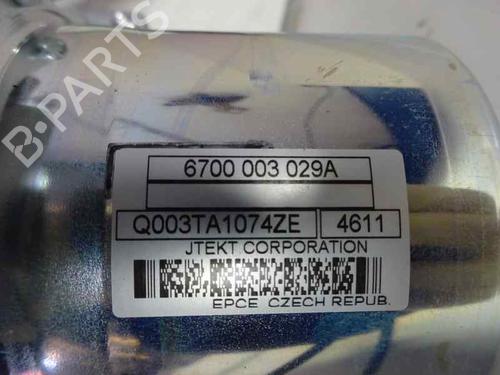 B-PARTS
6700 003 029A
Q003TA1074ZE 4611
JTEKT CORPORATION
EPCE CZECH REPUB.